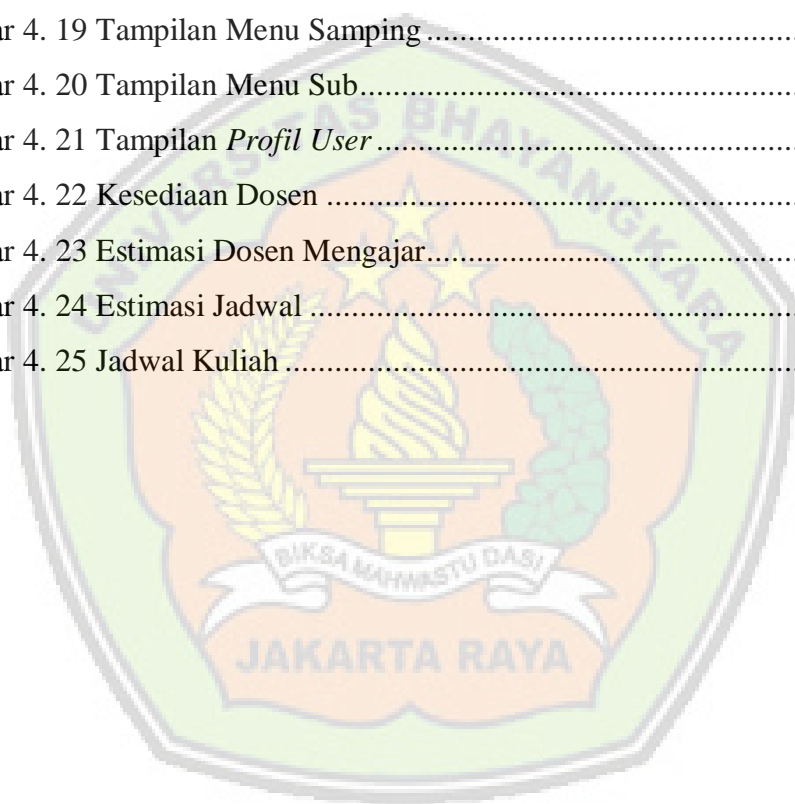 ar 4. 19 Tampilan Menu Samping ................................................
ar 4. 20 Tampilan Menu Sub........................................................
ar 4. 21 Tampilan Profil User ......................................................
ar 4. 22 Kesediaan Dosen ............................................................
ar 4. 23 Estimasi Dosen Mengajar................................................
ar 4. 24 Estimasi Jadwal ..............................................................
ar 4. 25 Jadwal Kuliah .................................................................
UNIVERSITAS BHAYANGKARA
BIKSA MAHWASTU DASI
JAKARTA RAYA